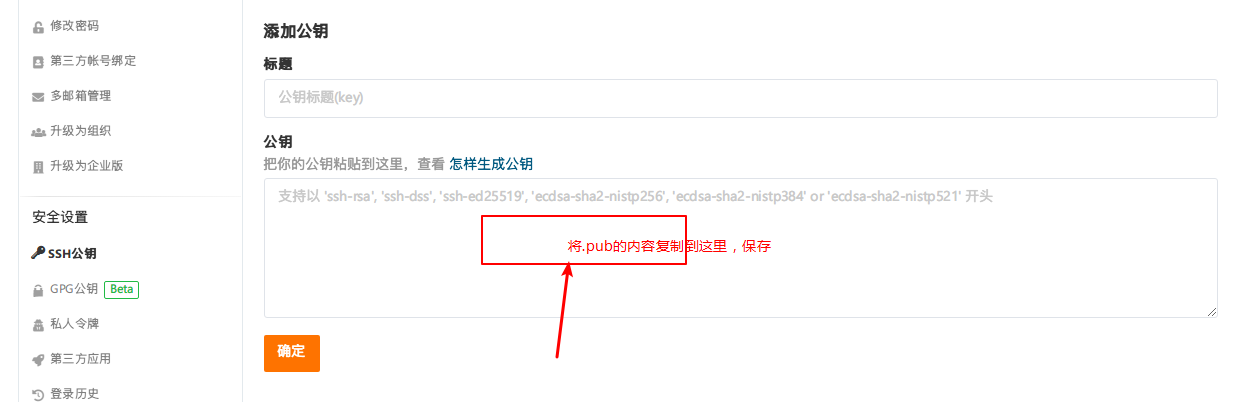 修改密码
第三方帐号绑定
多邮箱管理
升级为组织
升级为企业版
安全设置
SSH公钥
GPG公钥 Beta
私人令牌
第三方应用
登录历史
添加公钥
标题
公钥标题(key)
公钥
把你的公钥粘贴到这里，查看 怎样生成公钥
支持以 'ssh-rsa', 'ssh-dss', 'ssh-ed25519', 'ecdsa-sha2-nistp256', 'ecdsa-sha2-nistp384' or 'ecdsa-sha2-nistp521' 开头
将.pub的内容复制到这里，保存
确定